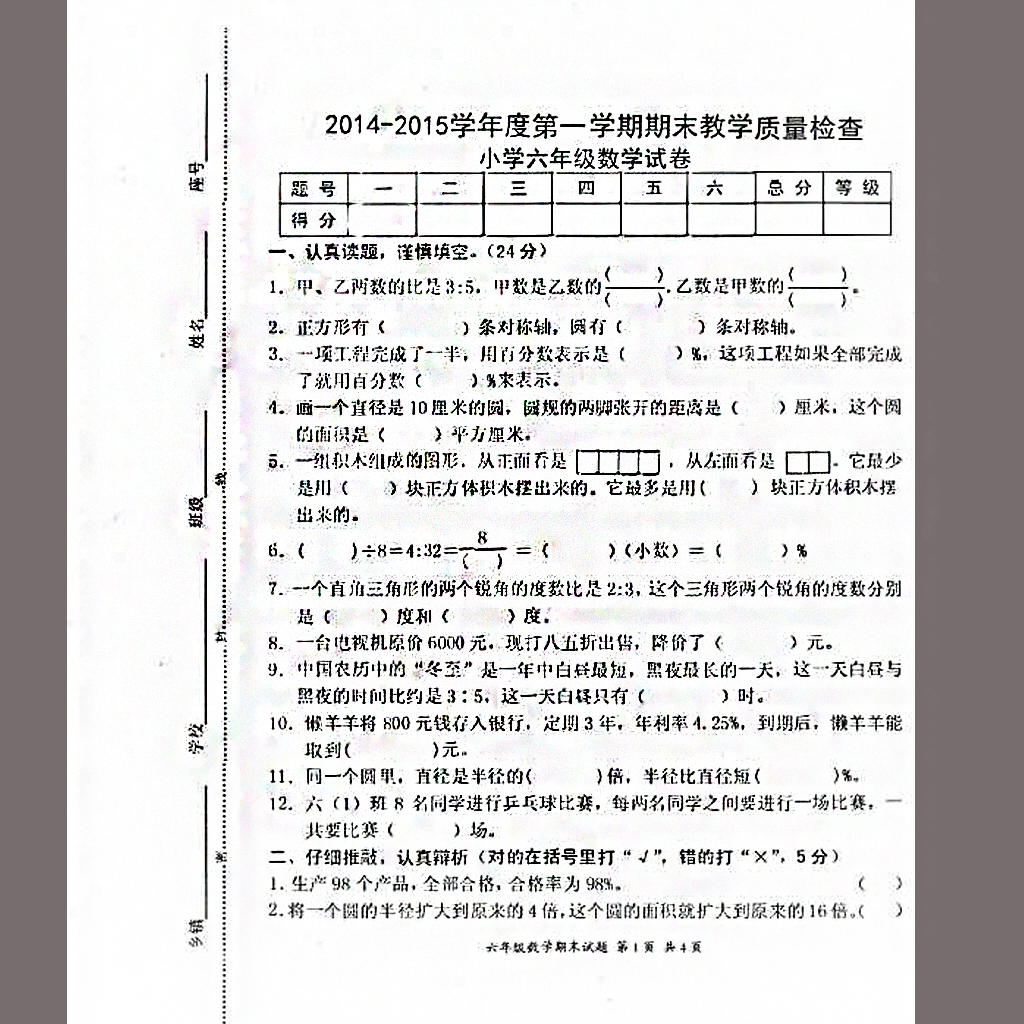 2014-2015学年度第一学期期末教学质量检查
小学六年级数学试卷
题号 一 二 三 四 五 六 总分 等级
得分
一、认真读题，谨慎填空。(24分)
1. 甲、乙两数的比是3:5，甲数是乙数的( )/( )，乙数是甲数的( )/( )。
2. 正方形有( )条对称轴，圆有( )条对称轴。
3. 一项工程完成了一半，用百分数表示是( )%，这项工程如果全部完成
了就用百分数( )%来表示。
4. 画一个直径是10厘米的圆，圆规的两脚张开的距离是( )厘米，这个圆
的面积是( )平方厘米。
5. 一组积木组成的图形，从正面看是 ，从左面看是 。它最少
是用( )块正方体积木摆出来的。它最多是用( )块正方体积木摆
出来的。
6. ( )÷8=4:32=8/( )=( )(小数)=( )%
7. 一个直角三角形的两个锐角的度数比是2:3，这个三角形两个锐角的度数分别
是( )度和( )度。
8. 一台电视机原价6000元，现打八五折出售，降价了( )元。
9. 中国农历中的“冬至”是一年中白昼最短，黑夜最长的一天，这一天白昼与
黑夜的时间比约是3:5，这一天白昼只有( )时。
10. 懒羊羊将800元钱存入银行，定期3年，年利率4.25%，到期后，懒羊羊能
取到( )元。
11. 同一个圆里，直径是半径的( )倍，半径比直径短( )%。
12. 六(1)班8名同学进行乒乓球比赛，每两名同学之间要进行一场比赛，一
共要比赛( )场。
二、仔细推敲，认真辩析(对的在括号里打“√”，错的打“×”，5分)
1. 生产98个产品，全部合格，合格率为98%。 ( )
2. 将一个圆的半径扩大到原来的4倍，这个圆的面积就扩大到原来的16倍。( )
六年级数学期末试题 第1页 共4页
乡镇 学校 班级 姓名 座号
密 封 线